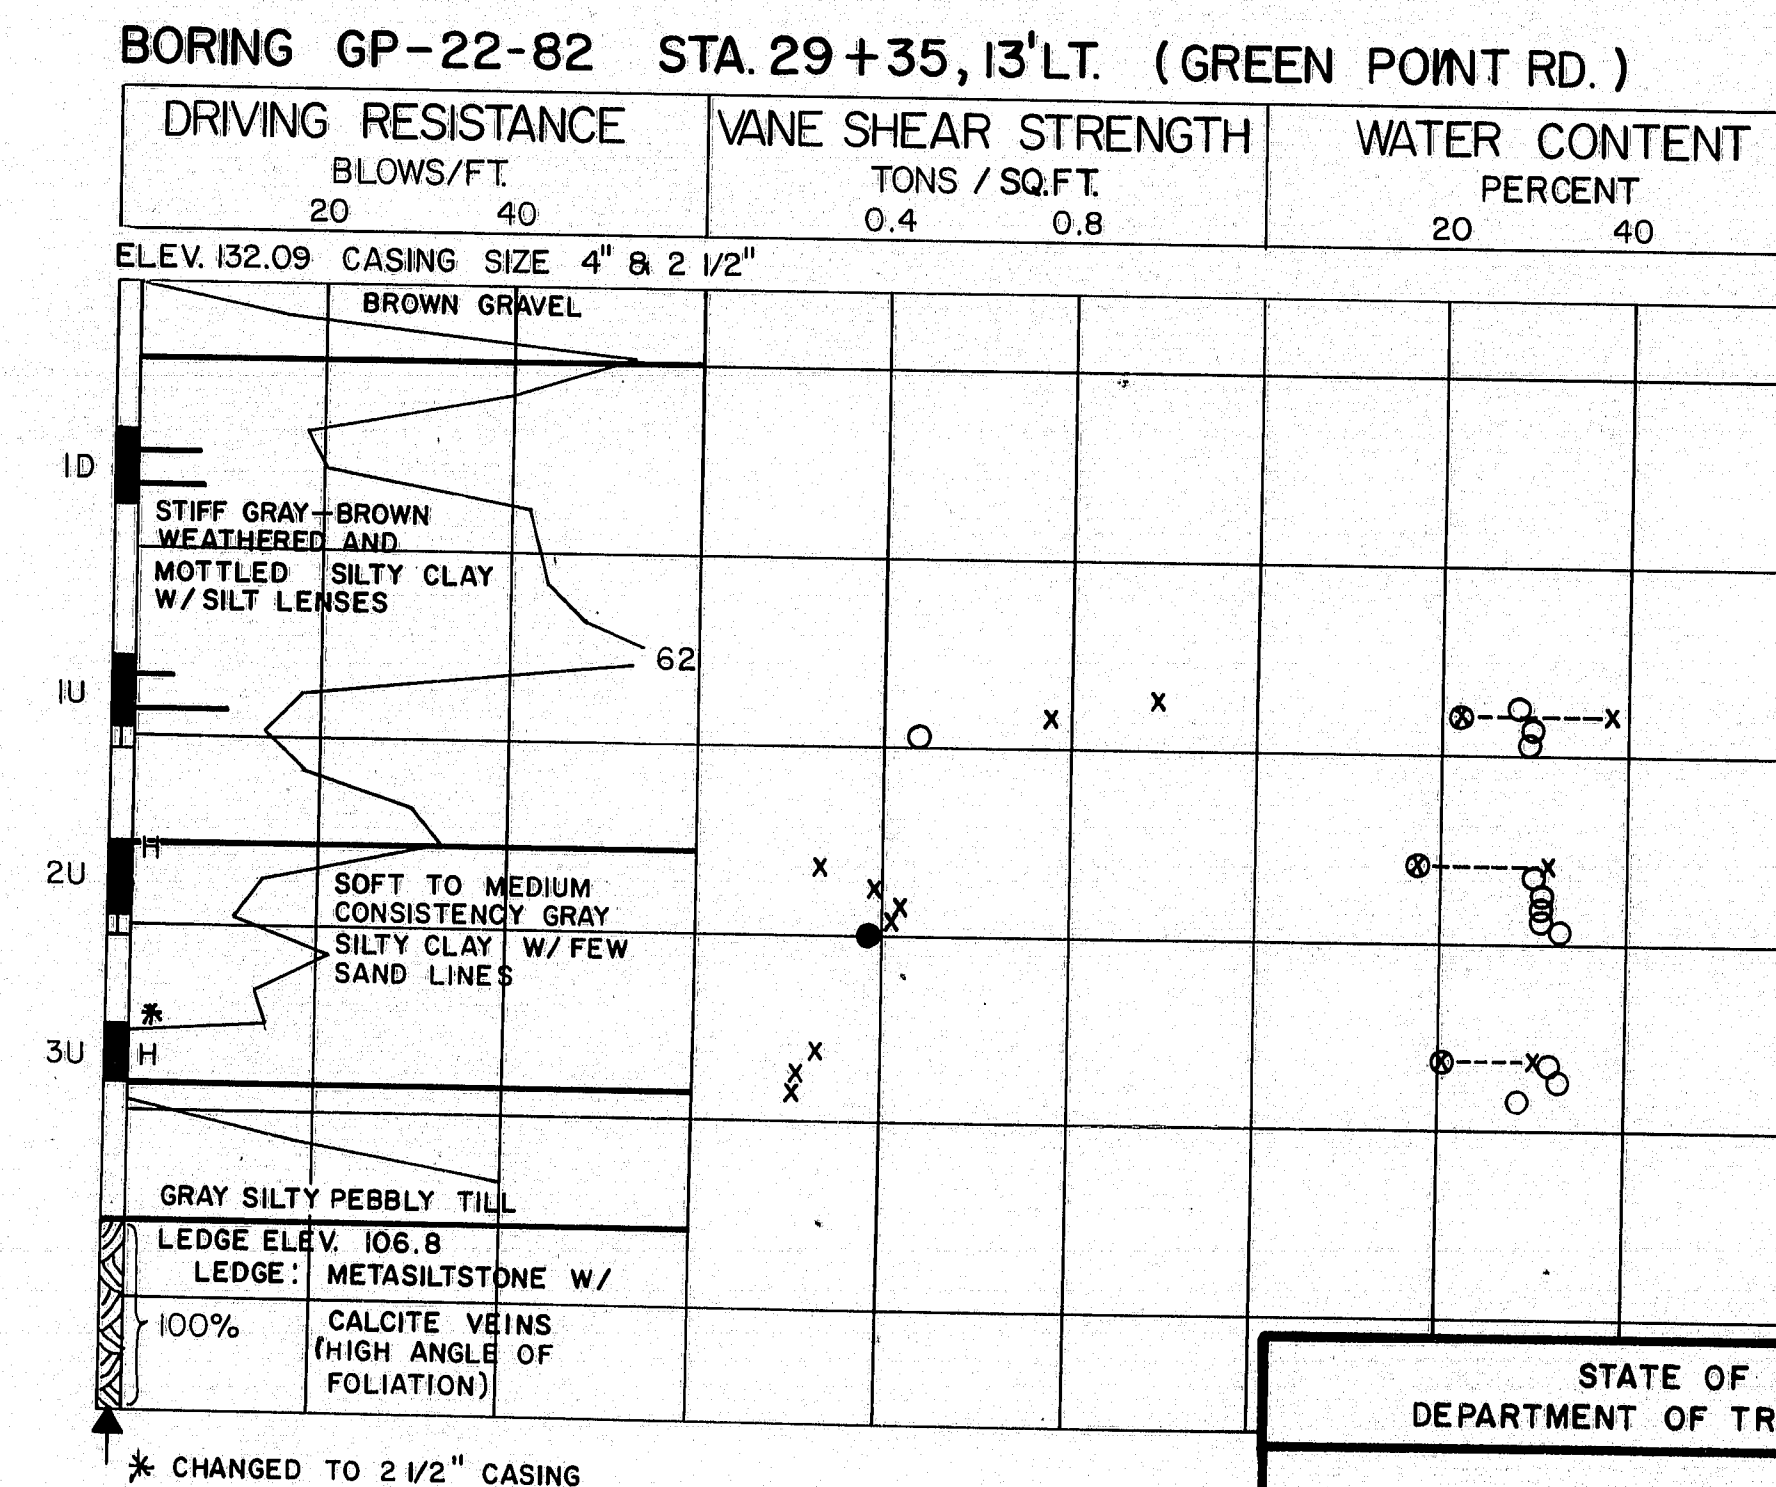 BORING GP-22-82 STA. 29+35, 13'LT. (GREEN POINT RD.)
DRIVING RESISTANCE
BLOWS/FT.
20 40
VANE SHEAR STRENGTH
TONS / SQ.FT.
0.4 0.8
WATER CONTENT
PERCENT
20 40
ELEV. 132.09 CASING SIZE 4" & 2 1/2"
BROWN GRAVEL
1D
STIFF GRAY-BROWN
WEATHERED AND
MOTTLED SILTY CLAY
W/ SILT LENSES
62
1U
H
2U
SOFT TO MEDIUM
CONSISTENCY GRAY
SILTY CLAY W/ FEW
SAND LINES
*
3U H
GRAY SILTY PEBBLY TILL
LEDGE ELEV. 106.8
LEDGE: METASILTSTONE W/
100% CALCITE VEINS
(HIGH ANGLE OF
FOLIATION)
* CHANGED TO 2 1/2" CASING
STATE OF
DEPARTMENT OF TR